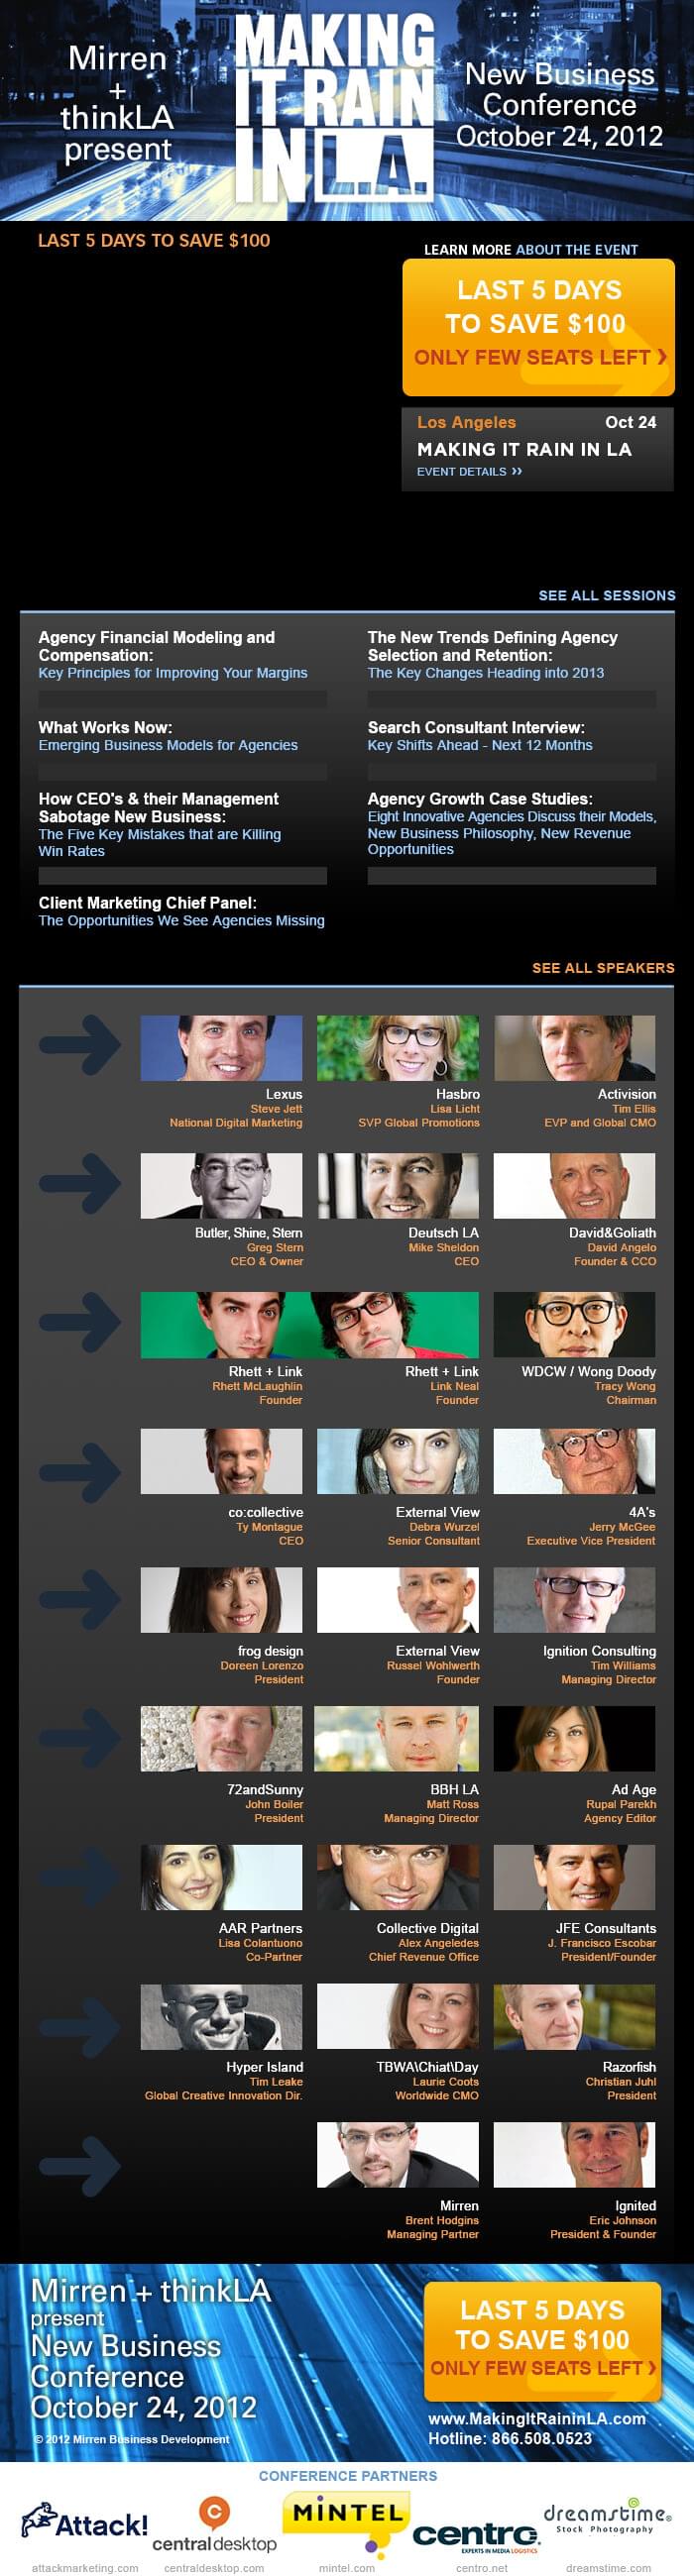 Mirren
+
thinkLA
present
MAKING
IT RAIN
IN LA
New Business
Conference
October 24, 2012
LAST 5 DAYS TO SAVE $100
LEARN MORE ABOUT THE EVENT
LAST 5 DAYS
TO SAVE $100
ONLY FEW SEATS LEFT ❯
Los Angeles Oct 24
MAKING IT RAIN IN LA
EVENT DETAILS ››
SEE ALL SESSIONS
Agency Financial Modeling and
Compensation:
Key Principles for Improving Your Margins
The New Trends Defining Agency
Selection and Retention:
The Key Changes Heading into 2013
What Works Now:
Emerging Business Models for Agencies
Search Consultant Interview:
Key Shifts Ahead - Next 12 Months
How CEO's & their Management
Sabotage New Business:
The Five Key Mistakes that are Killing
Win Rates
Agency Growth Case Studies:
Eight Innovative Agencies Discuss their Models,
New Business Philosophy, New Revenue
Opportunities
Client Marketing Chief Panel:
The Opportunities We See Agencies Missing
SEE ALL SPEAKERS
Lexus
Steve Jett
National Digital Marketing
Hasbro
Lisa Licht
SVP Global Promotions
Activision
Tim Ellis
EVP and Global CMO
Butler, Shine, Stern
Greg Stern
CEO & Owner
Deutsch LA
Mike Sheldon
CEO
David&Goliath
David Angelo
Founder & CCO
Rhett + Link
Rhett McLaughlin
Founder
Rhett + Link
Link Neal
Founder
WDCW / Wong Doody
Tracy Wong
Chairman
co:collective
Ty Montague
CEO
External View
Debra Wurzel
Senior Consultant
4A's
Jerry McGee
Executive Vice President
frog design
Doreen Lorenzo
President
External View
Russel Wohlwerth
Founder
Ignition Consulting
Tim Williams
Managing Director
72andSunny
John Boiler
President
BBH LA
Matt Ross
Managing Director
Ad Age
Rupal Parekh
Agency Editor
AAR Partners
Lisa Colantuono
Co-Partner
Collective Digital
Alex Angeledes
Chief Revenue Office
JFE Consultants
J. Francisco Escobar
President/Founder
Hyper Island
Tim Leake
Global Creative Innovation Dir.
TBWA\Chiat\Day
Laurie Coots
Worldwide CMO
Razorfish
Christian Juhl
President
Mirren
Brent Hodgins
Managing Partner
Ignited
Eric Johnson
President & Founder
Mirren + thinkLA
present
New Business
Conference
October 24, 2012
© 2012 Mirren Business Development
LAST 5 DAYS
TO SAVE $100
ONLY FEW SEATS LEFT ❯
www.MakingItRaininLA.com
Hotline: 866.508.0523
CONFERENCE PARTNERS
Attack!
C
centraldesktop
MiNTEL
centro.
EXPERTS IN MEDIA LOGISTICS
dreamstime®
Stock Photography
attackmarketing.com
centraldesktop.com
mintel.com
centro.net
dreamstime.com